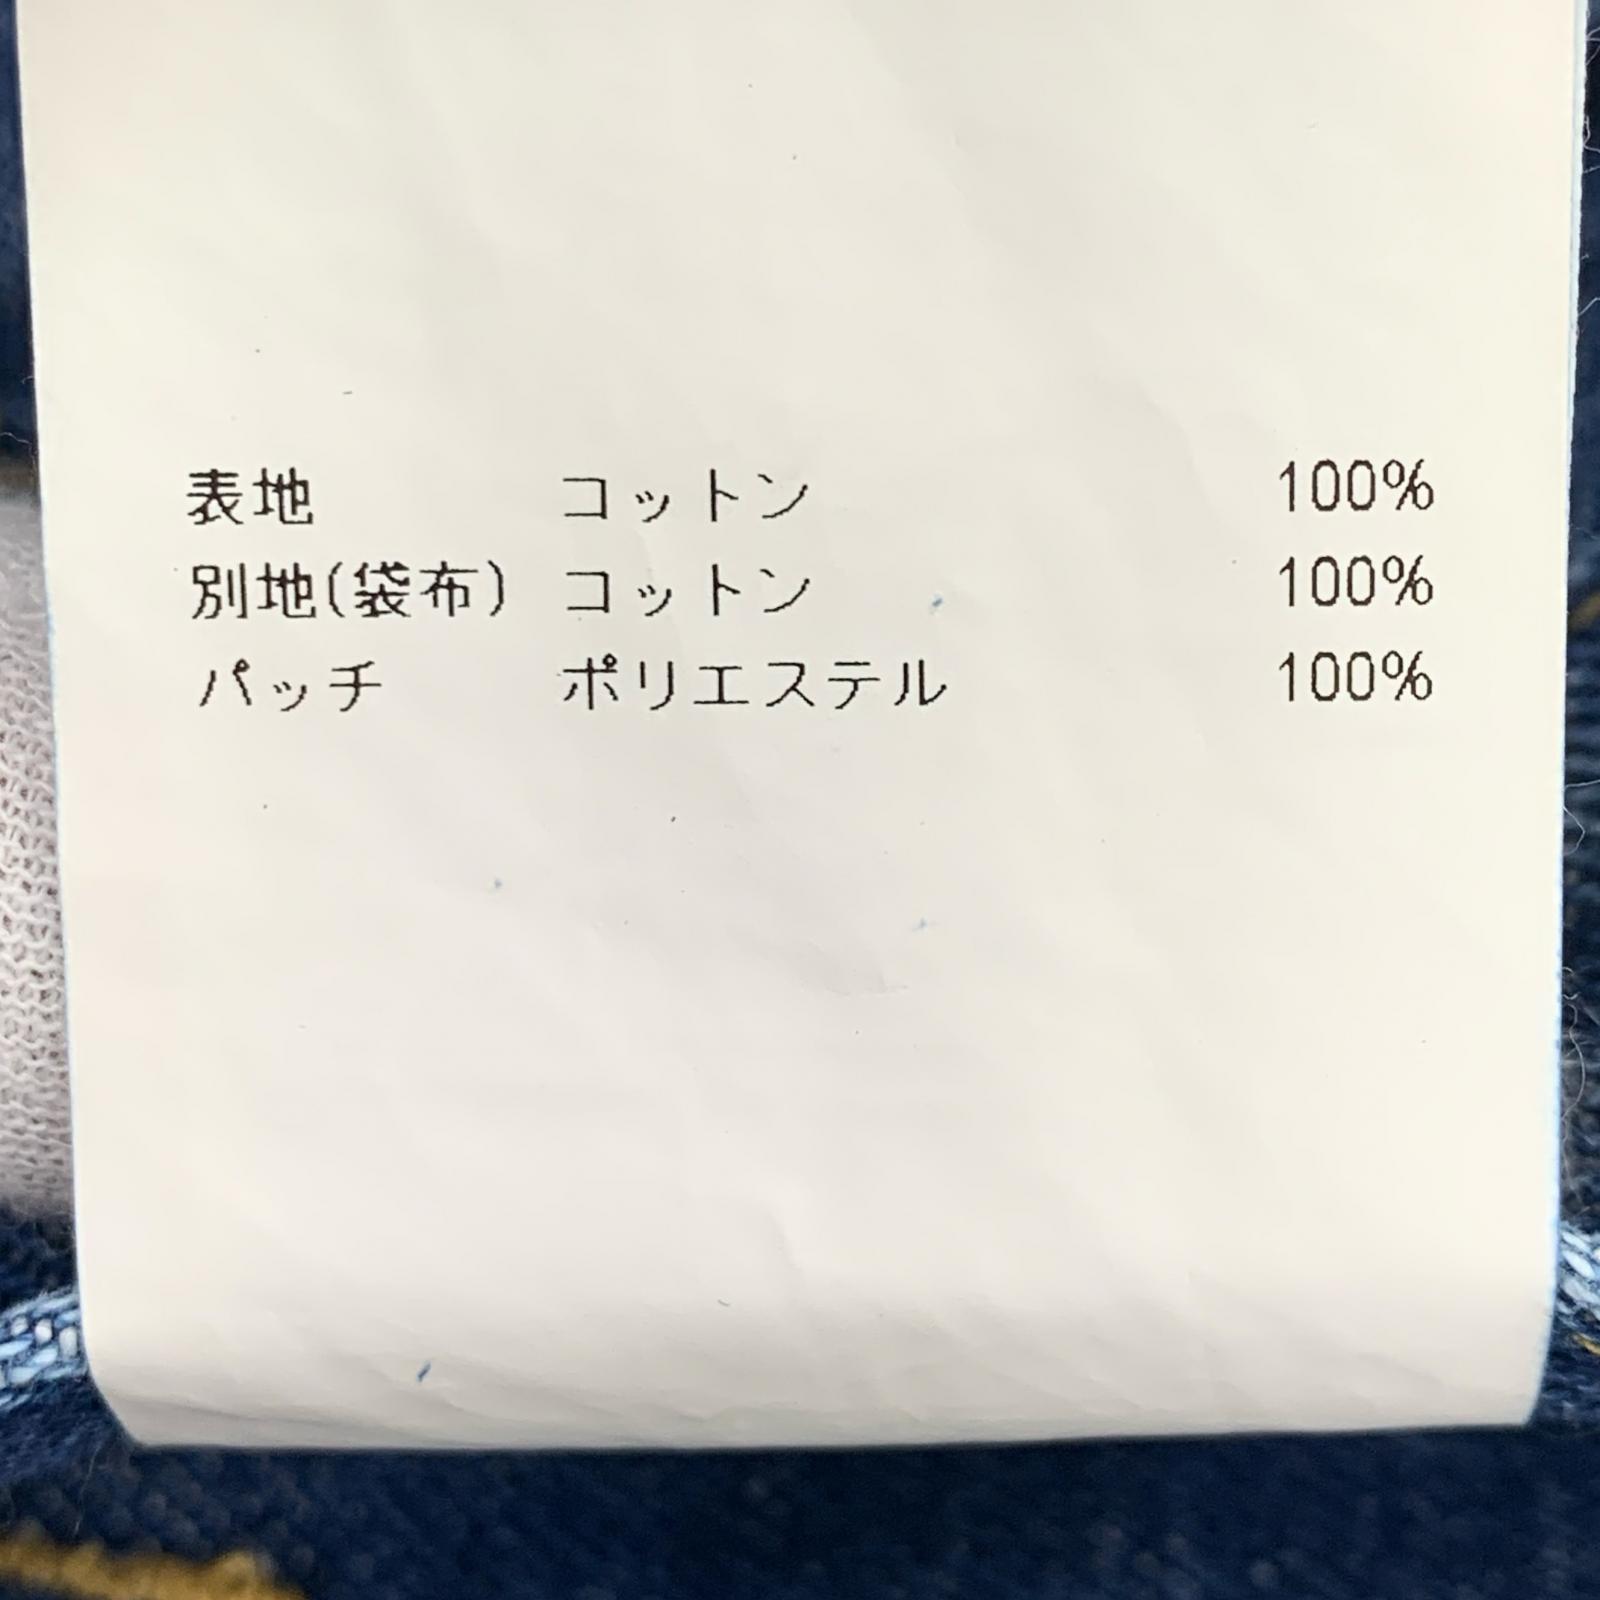 表地 コットン 100%
別地(袋布) コットン 100%
パッチ ポリエステル 100%